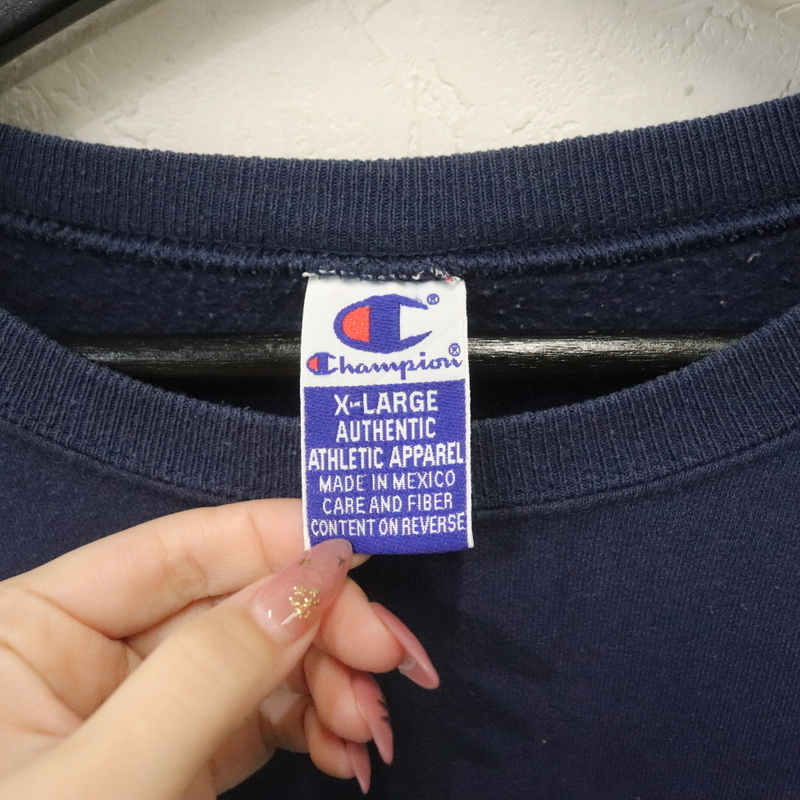 Champion®
X-LARGE
AUTHENTIC
ATHLETIC APPAREL
MADE IN MEXICO
CARE AND FIBER
CONTENT ON REVERSE